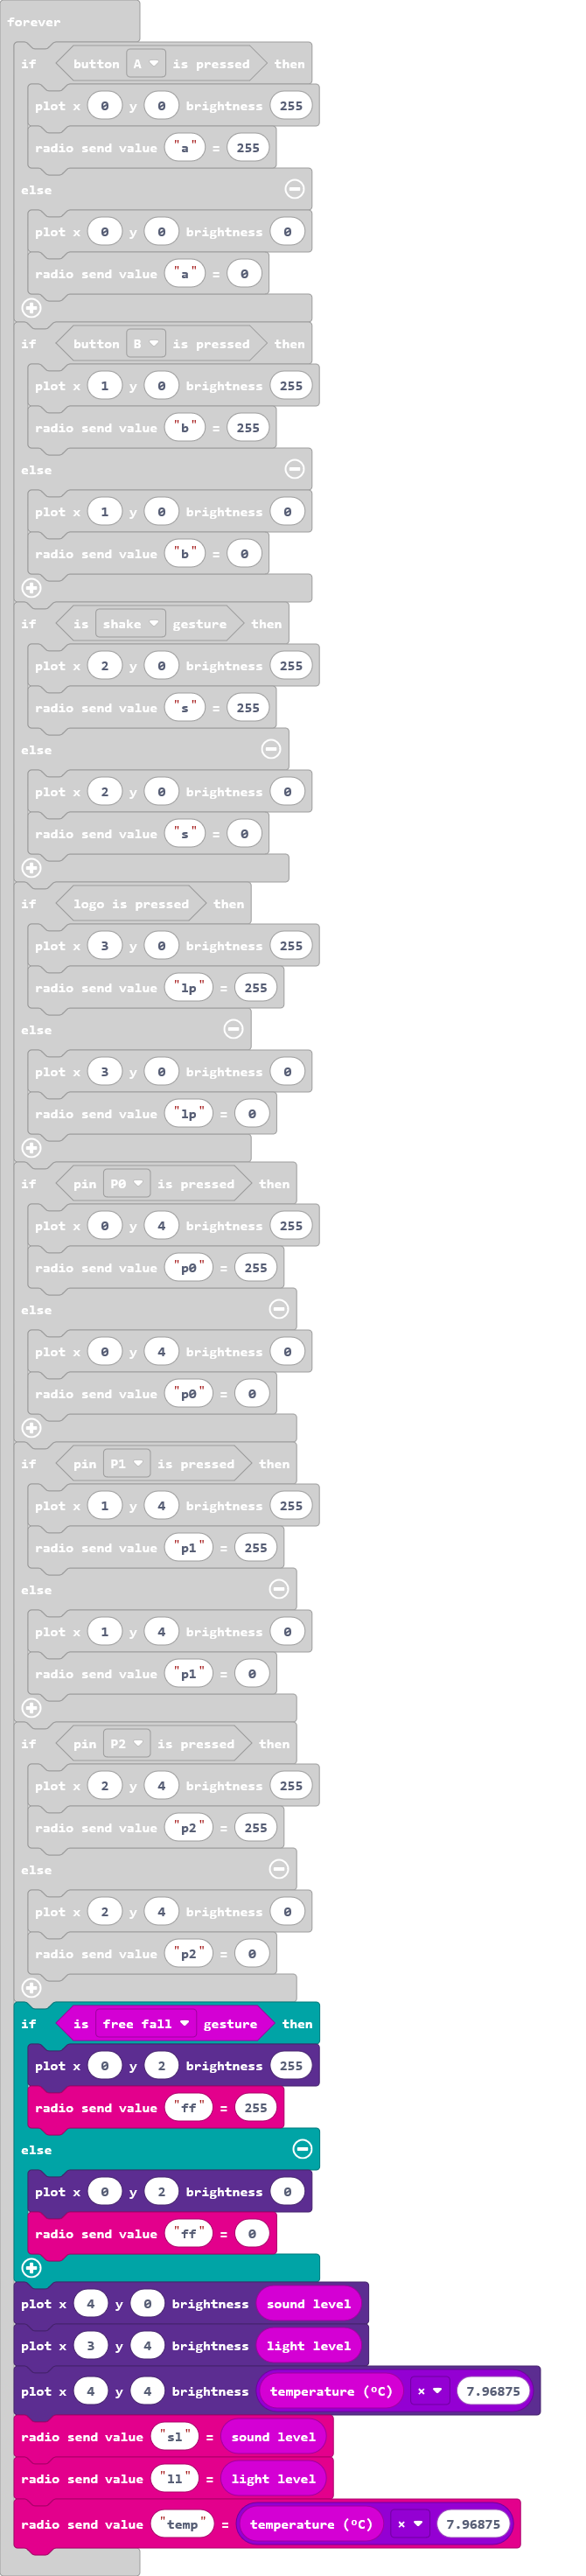 forever
if button A is pressed then
plot x 0 y 0 brightness 255
radio send value "a" = 255
else
plot x 0 y 0 brightness 0
radio send value "a" = 0
if button B is pressed then
plot x 1 y 0 brightness 255
radio send value "b" = 255
else
plot x 1 y 0 brightness 0
radio send value "b" = 0
if is shake gesture then
plot x 2 y 0 brightness 255
radio send value "s" = 255
else
plot x 2 y 0 brightness 0
radio send value "s" = 0
if logo is pressed then
plot x 3 y 0 brightness 255
radio send value "lp" = 255
else
plot x 3 y 0 brightness 0
radio send value "lp" = 0
if pin P0 is pressed then
plot x 0 y 4 brightness 255
radio send value "p0" = 255
else
plot x 0 y 4 brightness 0
radio send value "p0" = 0
if pin P1 is pressed then
plot x 1 y 4 brightness 255
radio send value "p1" = 255
else
plot x 1 y 4 brightness 0
radio send value "p1" = 0
if pin P2 is pressed then
plot x 2 y 4 brightness 255
radio send value "p2" = 255
else
plot x 2 y 4 brightness 0
radio send value "p2" = 0
if is free fall gesture then
plot x 0 y 2 brightness 255
radio send value "ff" = 255
else
plot x 0 y 2 brightness 0
radio send value "ff" = 0
plot x 4 y 0 brightness sound level
plot x 3 y 4 brightness light level
plot x 4 y 4 brightness temperature (°C) × 7.96875
radio send value "sl" = sound level
radio send value "ll" = light level
radio send value "temp" = temperature (°C) × 7.96875